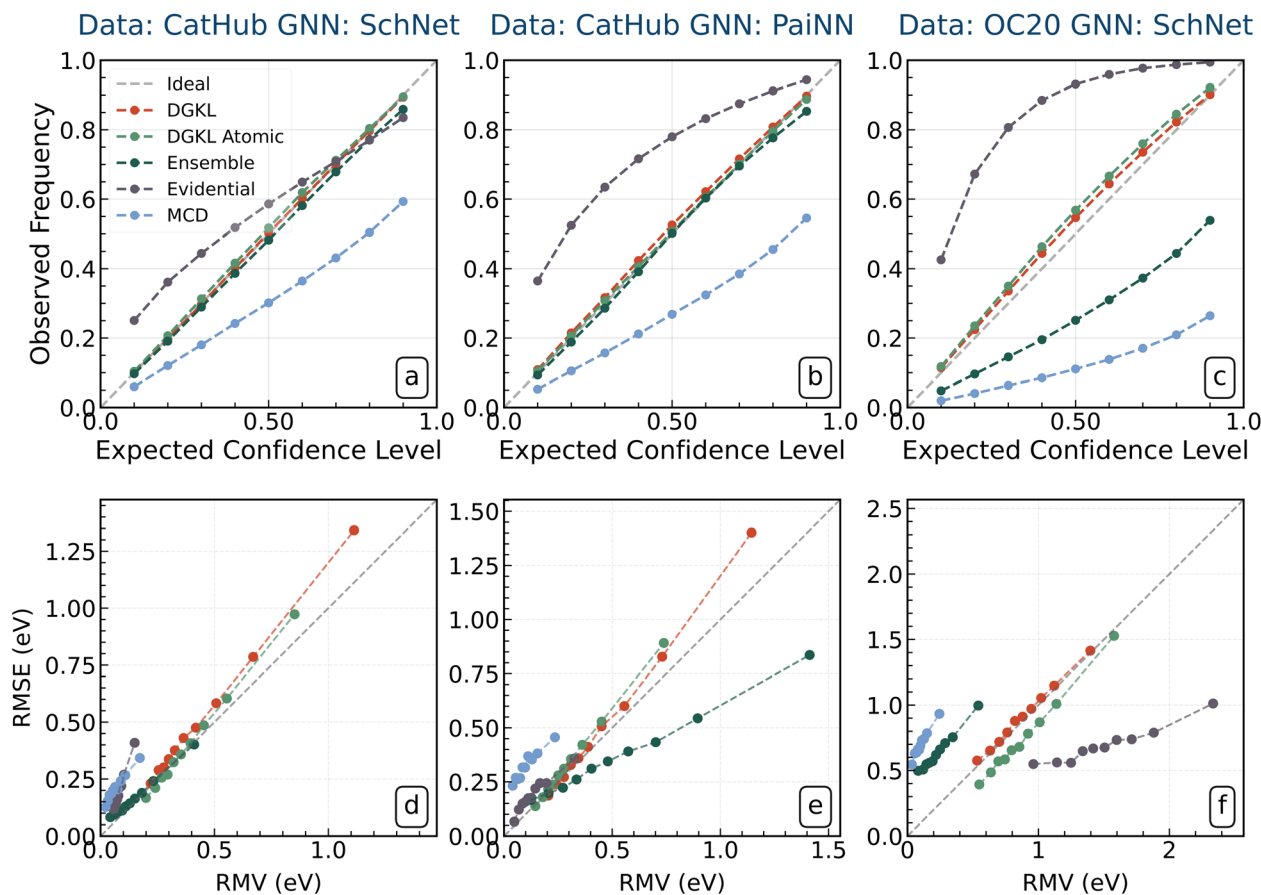 Data: CatHub GNN: SchNet
Data: CatHub GNN: PaiNN
Data: OC20 GNN: SchNet
Observed Frequency
1.0
0.8
0.6
0.4
0.2
0.0
Ideal
DGKL
DGKL Atomic
Ensemble
Evidential
MCD
a
0
0.50
1.0
Expected Confidence Level
1.0
0.8
0.6
0.4
0.2
0.0
b
0
0.50
1.0
Expected Confidence Level
1.0
0.8
0.6
0.4
0.2
0.0
c
0
0.50
1.0
Expected Confidence Level
RMSE (eV)
1.25
1.00
0.75
0.50
0.25
0.00
d
0
0.5
1.0
RMV (eV)
1.50
1.25
1.00
0.75
0.50
0.25
0.00
e
0
0.5
1.0
1.5
RMV (eV)
2.5
2.0
1.5
1.0
0.5
0.0
f
0
1
2
RMV (eV)